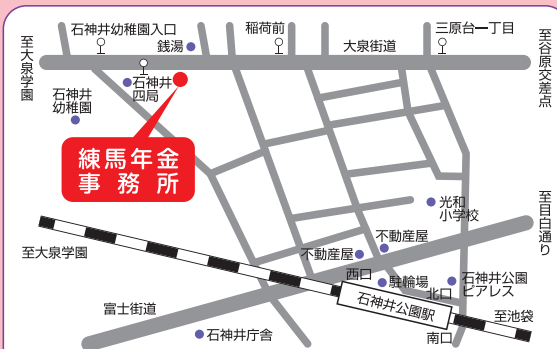 石神井幼稚園入口
稲荷前
三原台一丁目
銭湯
大泉街道
至大泉学園
至谷原交差点
石神井
四局
石神井
幼稚園
練馬年金
事務所
光和
小学校
至目白通り
不動産屋
不動産屋
至大泉学園
西口
駐輪場
北口
石神井公園
ピアレス
石神井公園駅
富士街道
至池袋
石神井庁舎
南口